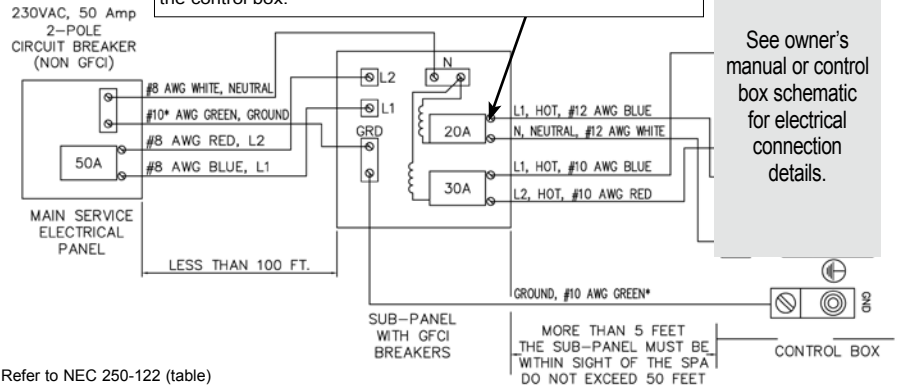 the control box.
230VAC, 50 Amp
2-POLE
CIRCUIT BREAKER
(NON GFCI)
#8 AWG WHITE, NEUTRAL
#10* AWG GREEN, GROUND
#8 AWG RED, L2
#8 AWG BLUE, L1
50A
MAIN SERVICE
ELECTRICAL
PANEL
LESS THAN 100 FT.
N
L2
L1
GRD
20A
30A
SUB-PANEL
WITH GFCI
BREAKERS
L1, HOT, #12 AWG BLUE
N, NEUTRAL, #12 AWG WHITE
L1, HOT, #10 AWG BLUE
L2, HOT, #10 AWG RED
GROUND, #10 AWG GREEN*
MORE THAN 5 FEET
THE SUB-PANEL MUST BE
WITHIN SIGHT OF THE SPA
DO NOT EXCEED 50 FEET
See owner's
manual or control
box schematic
for electrical
connection
details.
GND
CONTROL BOX
Refer to NEC 250-122 (table)